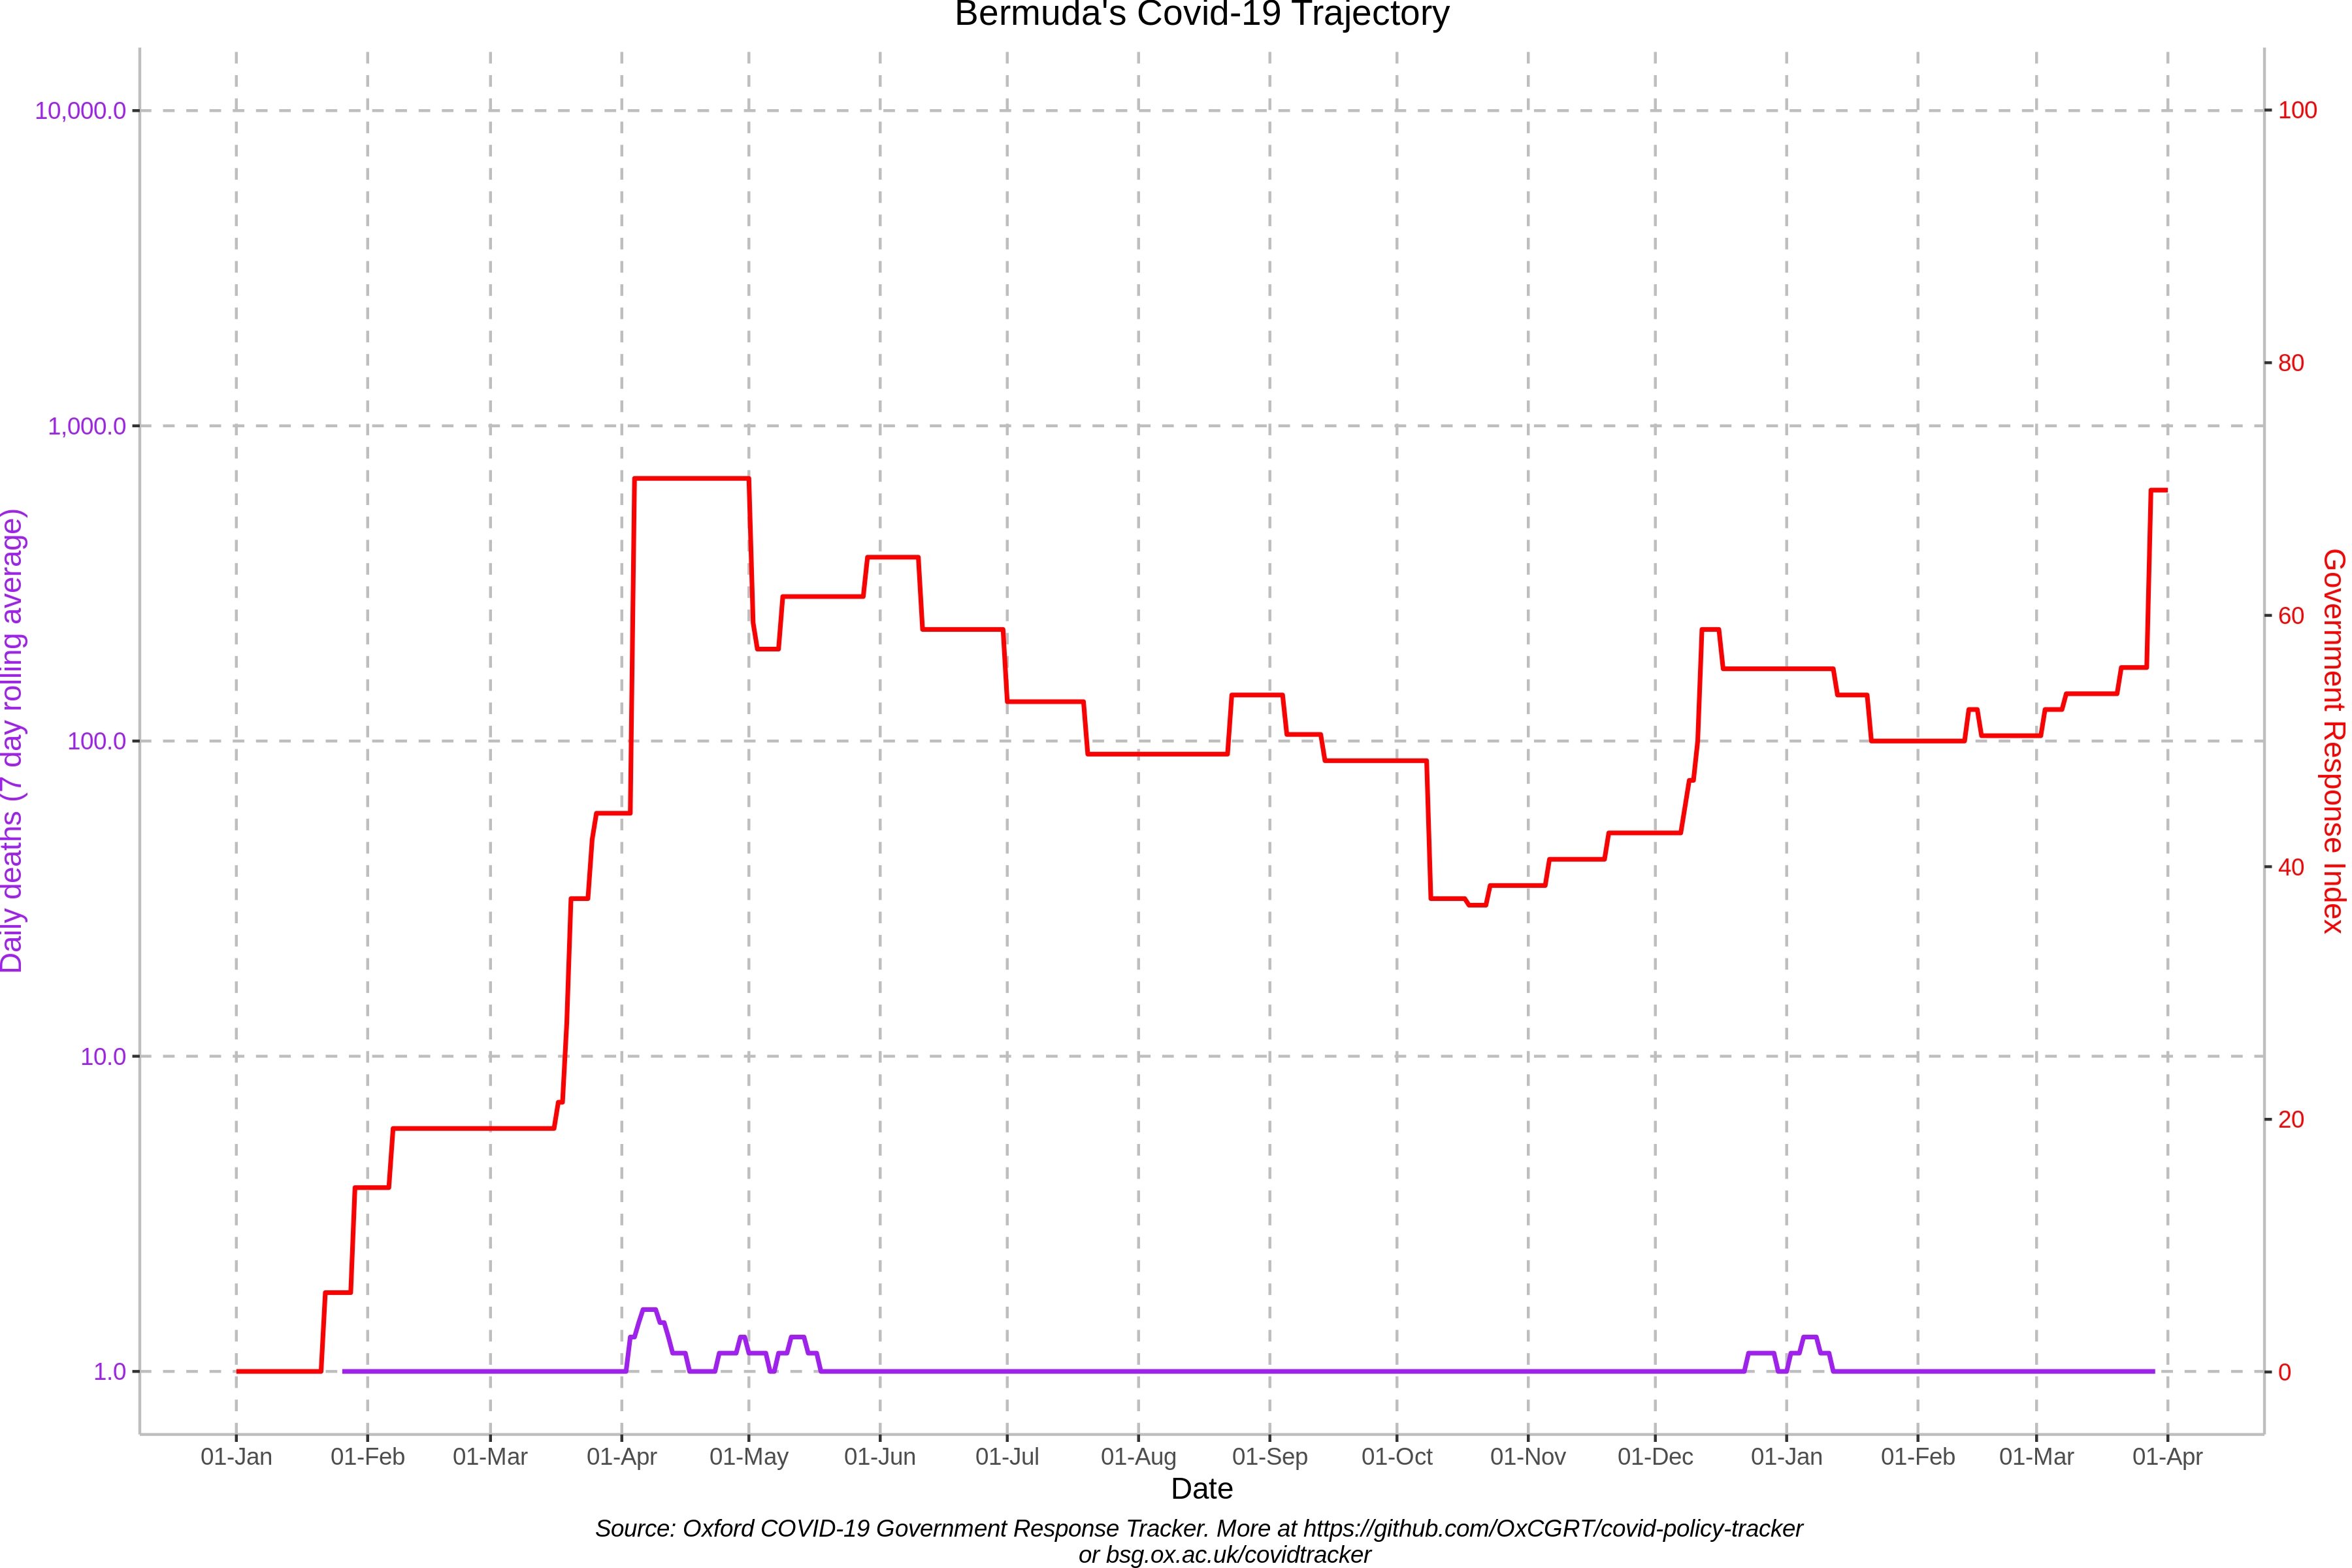 Bermuda's Covid-19 Trajectory
Daily deaths (7 day rolling average)
10,000.0
1,000.0
100.0
10.0
1.0
100
80
60
40
20
0
Government Response Index
01-Jan 01-Feb 01-Mar 01-Apr 01-May 01-Jun 01-Jul 01-Aug 01-Sep 01-Oct 01-Nov 01-Dec 01-Jan 01-Feb 01-Mar 01-Apr
Date
Source: Oxford COVID-19 Government Response Tracker. More at https://github.com/OxCGRT/covid-policy-tracker
or bsg.ox.ac.uk/covidtracker